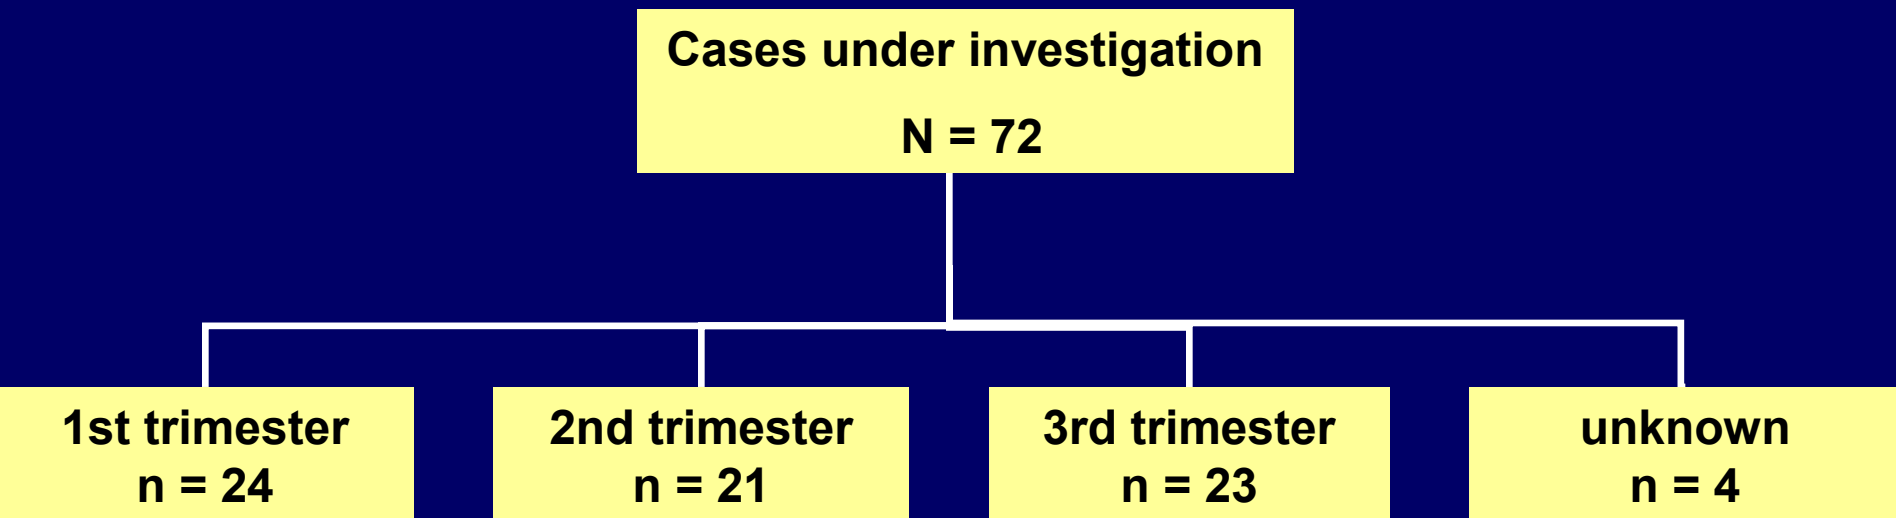 Cases under investigation
N = 72
1st trimester
n = 24
2nd trimester
n = 21
3rd trimester
n = 23
unknown
n = 4